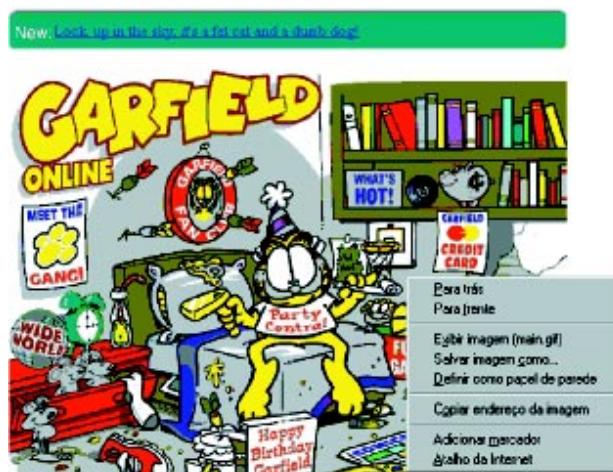 New: Look, up in the sky, it's a fat cat and a dumb dog!
GARFIELD
ONLINE
WHAT'S
HOT!
GARFIELD
FAN CLUB
MEET THE
GANG!
GARFIELD
CREDIT
CARD
WIDE
WORLD
Party
Central
Happy
Birthday
Garfield
Para trás
Para frente
Exibir imagem (main.gif)
Salvar imagem como...
Definir como papel de parede
Copiar endereço da imagem
Adicionar marcador
Atalho da Internet